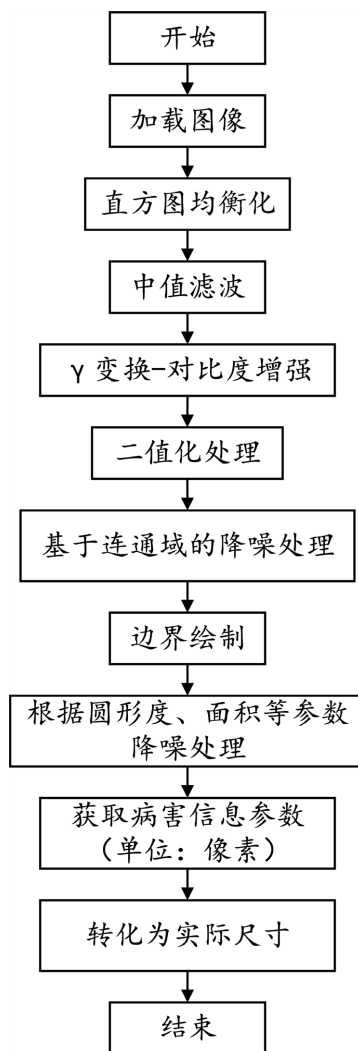 开始
加载图像
直方图均衡化
中值滤波
γ变换-对比度增强
二值化处理
基于连通域的降噪处理
边界绘制
根据圆形度、面积等参数
降噪处理
获取病害信息参数
（单位：像素）
转化为实际尺寸
结束